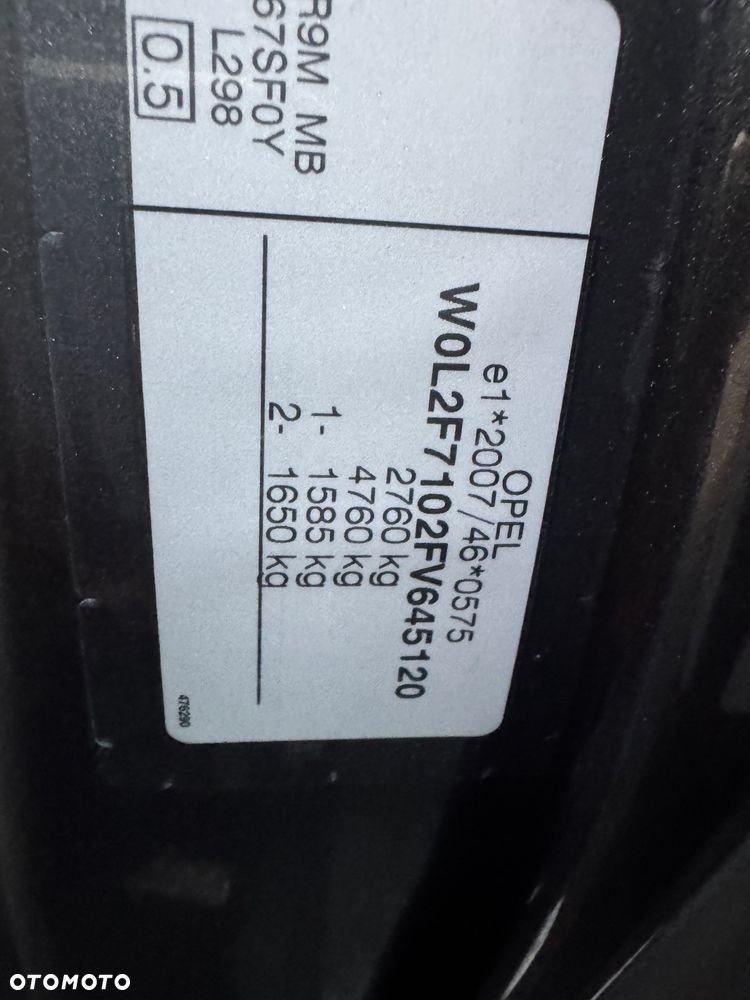 OPEL
e1*2007/46*0575
W0L2F7102FV645120
2760 kg
4760 kg
1- 1585 kg
2- 1650 kg
476290
R9M MB
67SF0Y
L298
0.5
OTOMOTO